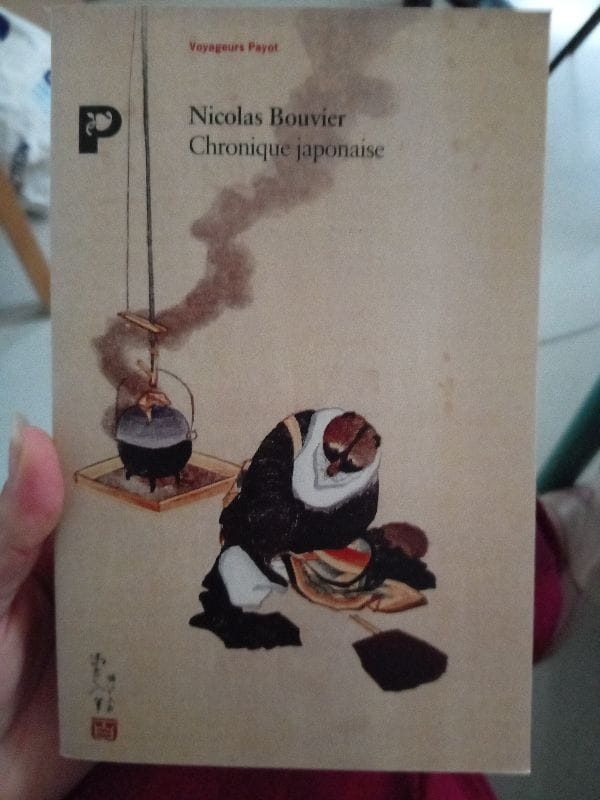 Voyageurs Payot
P
Nicolas Bouvier
Chronique japonaise